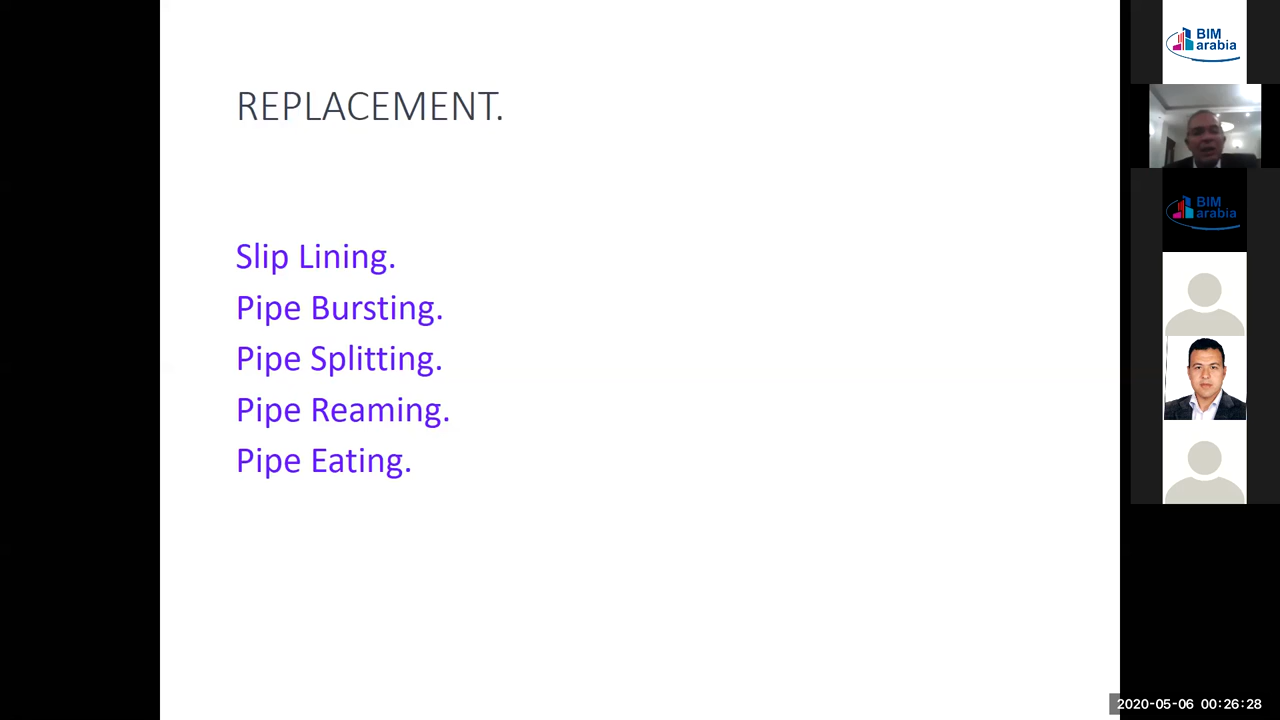 REPLACEMENT.
Slip Lining.
Pipe Bursting.
Pipe Splitting.
Pipe Reaming.
Pipe Eating.
BIM
arabia
BIM
arabia
2020-05-06 00:26:28